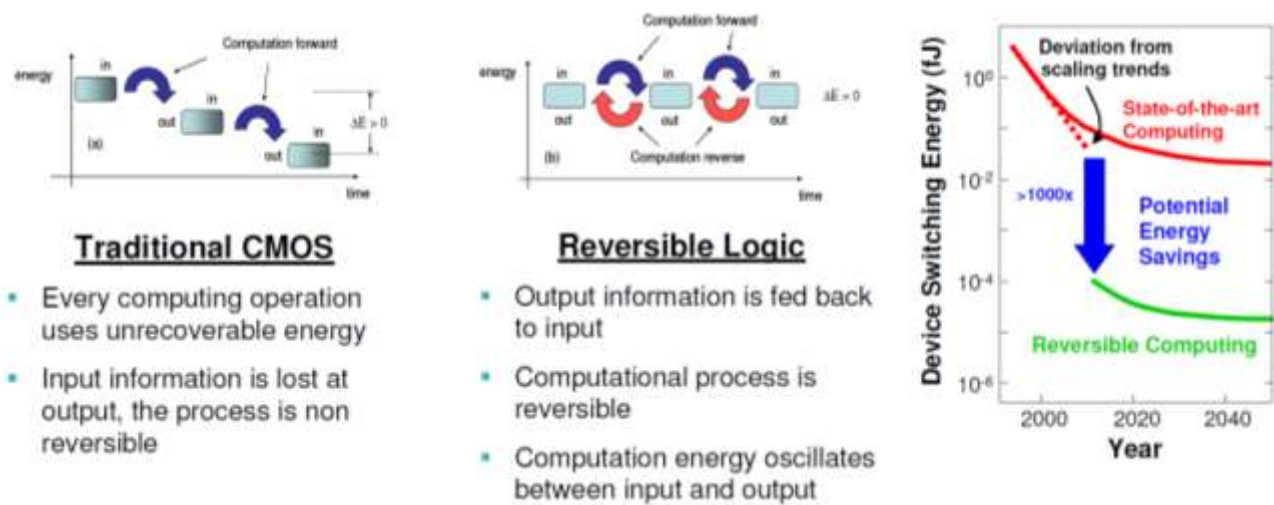 Computation forward
energy
in
in
out
in
out
ΔE > 0
(a)
time
Traditional CMOS
Every computing operation
uses unrecoverable energy
Input information is lost at
output, the process is non
reversible
Computation forward
energy
in
in
in
ΔE = 0
out
out
out
(b)
Computation reverse
time
Reversible Logic
Output information is fed back
to input
Computational process is
reversible
Computation energy oscillates
between input and output
Device Switching Energy (fJ)
10⁰
10⁻²
10⁻⁴
10⁻⁶
Deviation from
scaling trends
State-of-the-art
Computing
>1000x
Potential
Energy
Savings
Reversible Computing
2000
2020
2040
Year